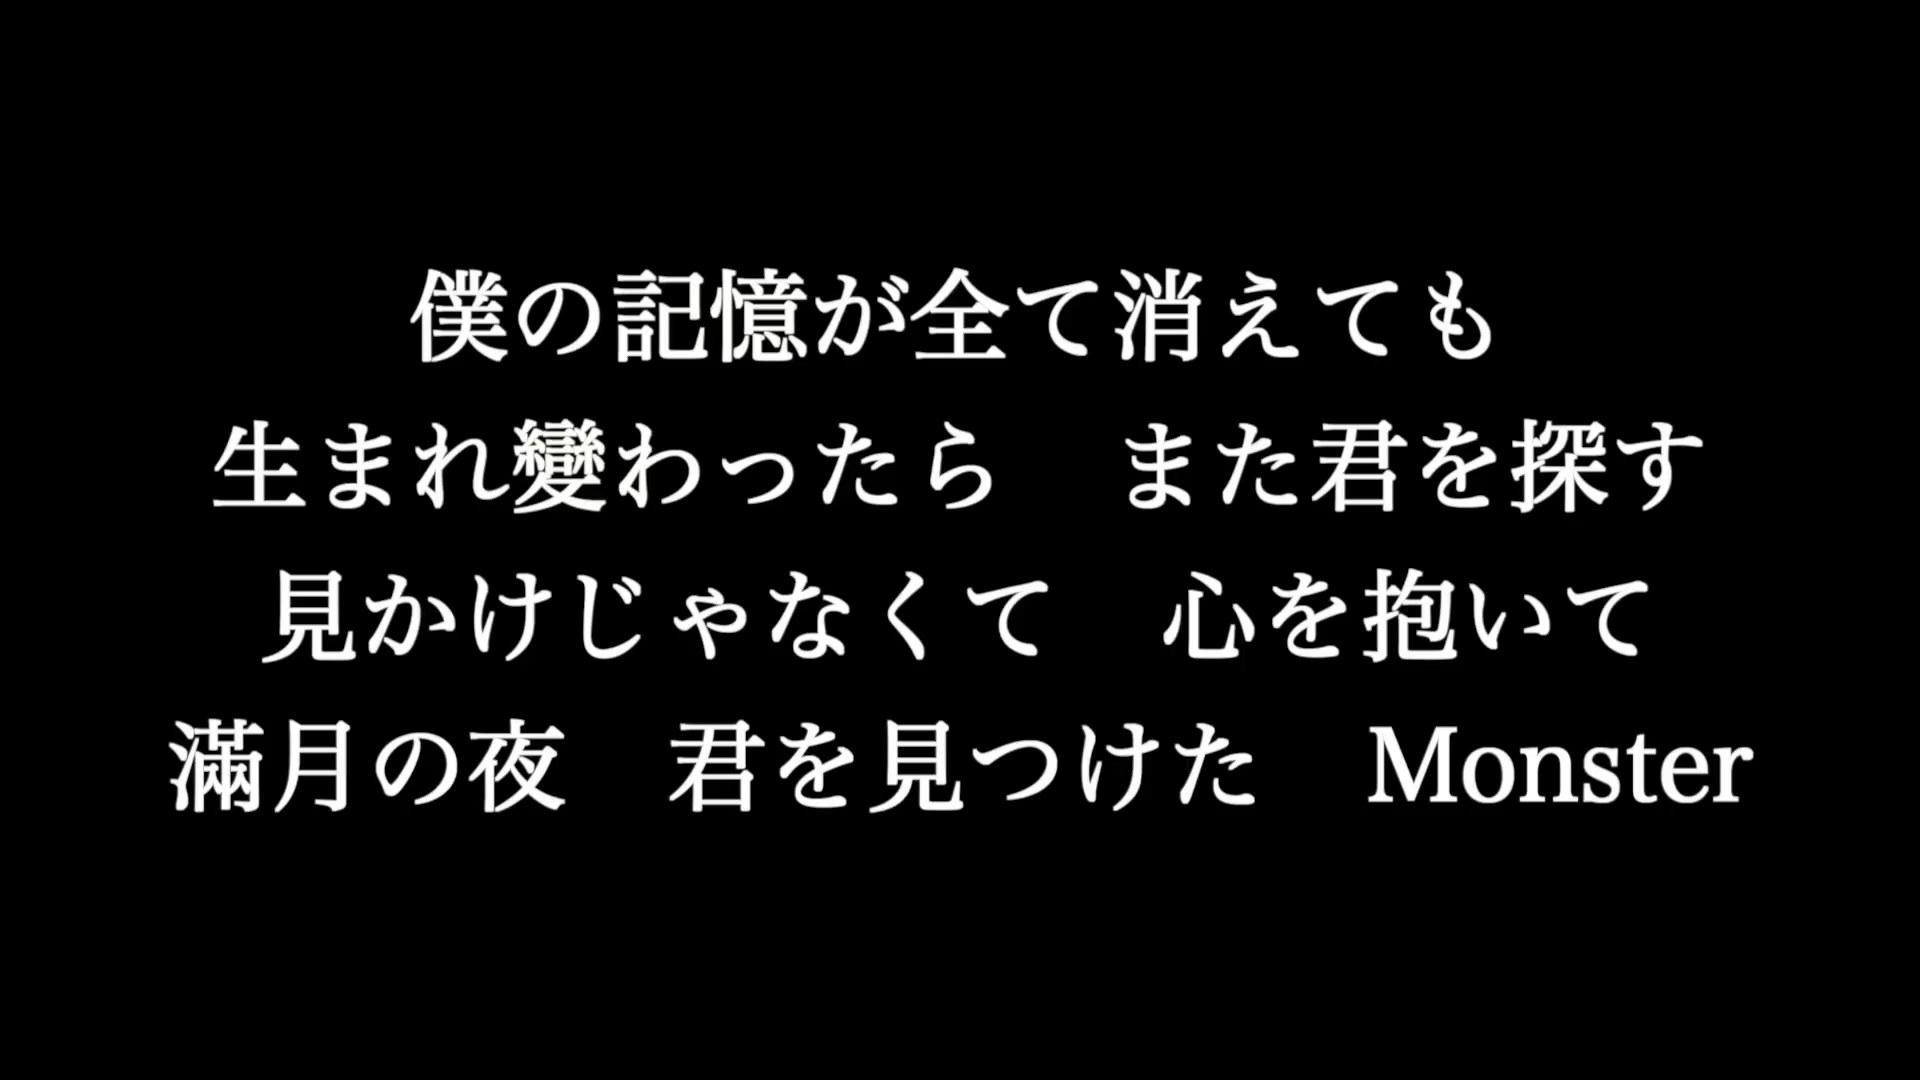 僕の記憶が全て消えても
生まれ變わったら　また君を探す
見かけじゃなくて　心を抱いて
滿月の夜　君を見つけた　Monster